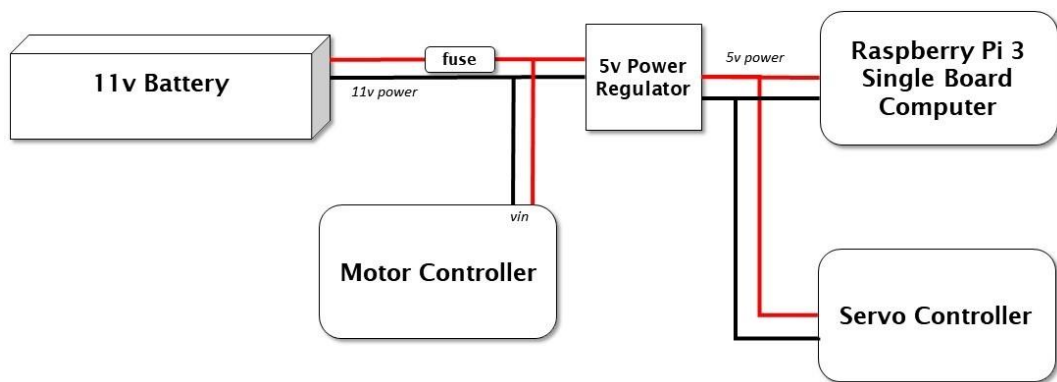 11v Battery
fuse
11v power
5v Power
Regulator
5v power
Raspberry Pi 3
Single Board
Computer
vin
Motor Controller
Servo Controller